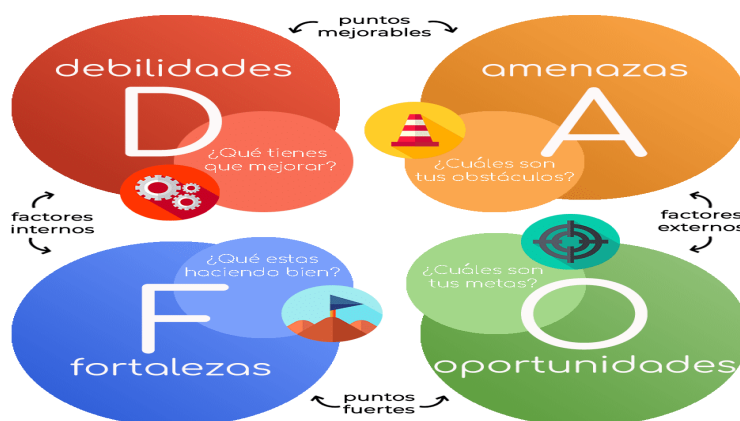 puntos
mejorables
debilidades
D
¿Qué tienes
que mejorar?
amenazas
A
¿Cuáles son
tus obstáculos?
factores
internos
factores
externos
¿Qué estas
haciendo bien?
F
fortalezas
¿Cuáles son
tus metas?
O
oportunidades
puntos
fuertes